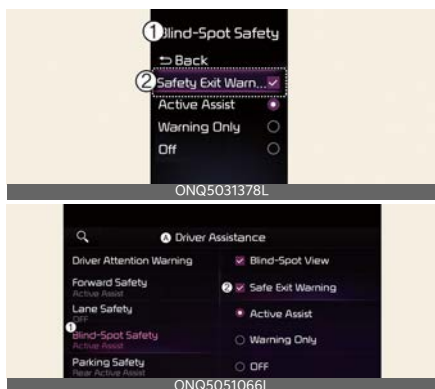 ① Blind-Spot Safety
Back
② Safety Exit Warn...
Active Assist
Warning Only
Off
ONQ5031378L
A Driver Assistance
Driver Attention Warning
Blind-Spot View
Forward Safety
Active Assist
② Safe Exit Warning
Lane Safety
OFF
Active Assist
① Blind-Spot Safety
Active Assist
Warning Only
Parking Safety
Rear Active Assist
OFF
ONQ5051066L